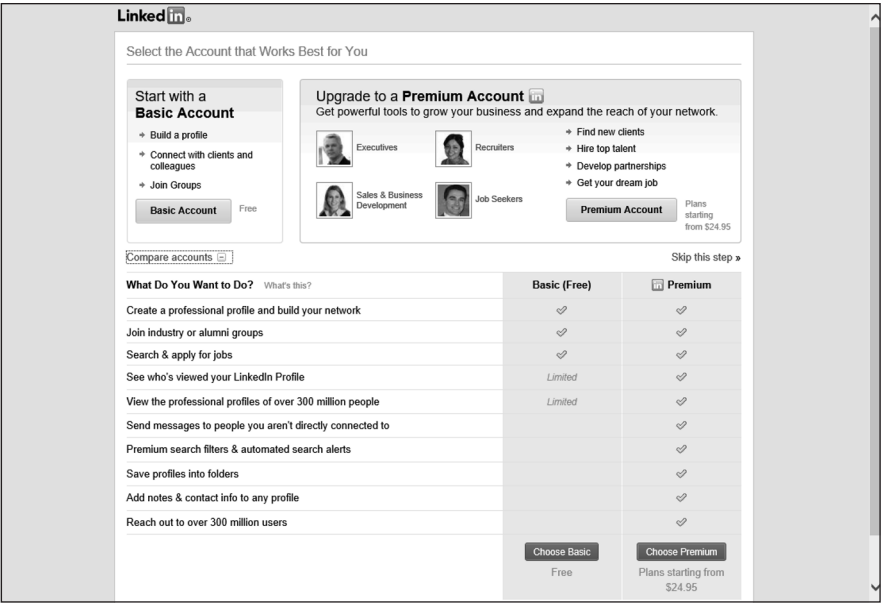 Linked in®
Select the Account that Works Best for You
Start with a
Basic Account
Build a profile
Connect with clients and
colleagues
Join Groups
Basic Account
Free
Upgrade to a Premium Account in
Get powerful tools to grow your business and expand the reach of your network.
Executives
Recruiters
Sales & Business
Development
Job Seekers
Find new clients
Hire top talent
Develop partnerships
Get your dream job
Premium Account
Plans
starting
from $24.95
Compare accounts
Skip this step »
What Do You Want to Do? What's this? Basic (Free) in Premium
Create a professional profile and build your network
Join industry or alumni groups
Search & apply for jobs
See who's viewed your LinkedIn Profile Limited
View the professional profiles of over 300 million people Limited
Send messages to people you aren't directly connected to
Premium search filters & automated search alerts
Save profiles into folders
Add notes & contact info to any profile
Reach out to over 300 million users
Choose Basic Choose Premium
Free Plans starting from
$24.95